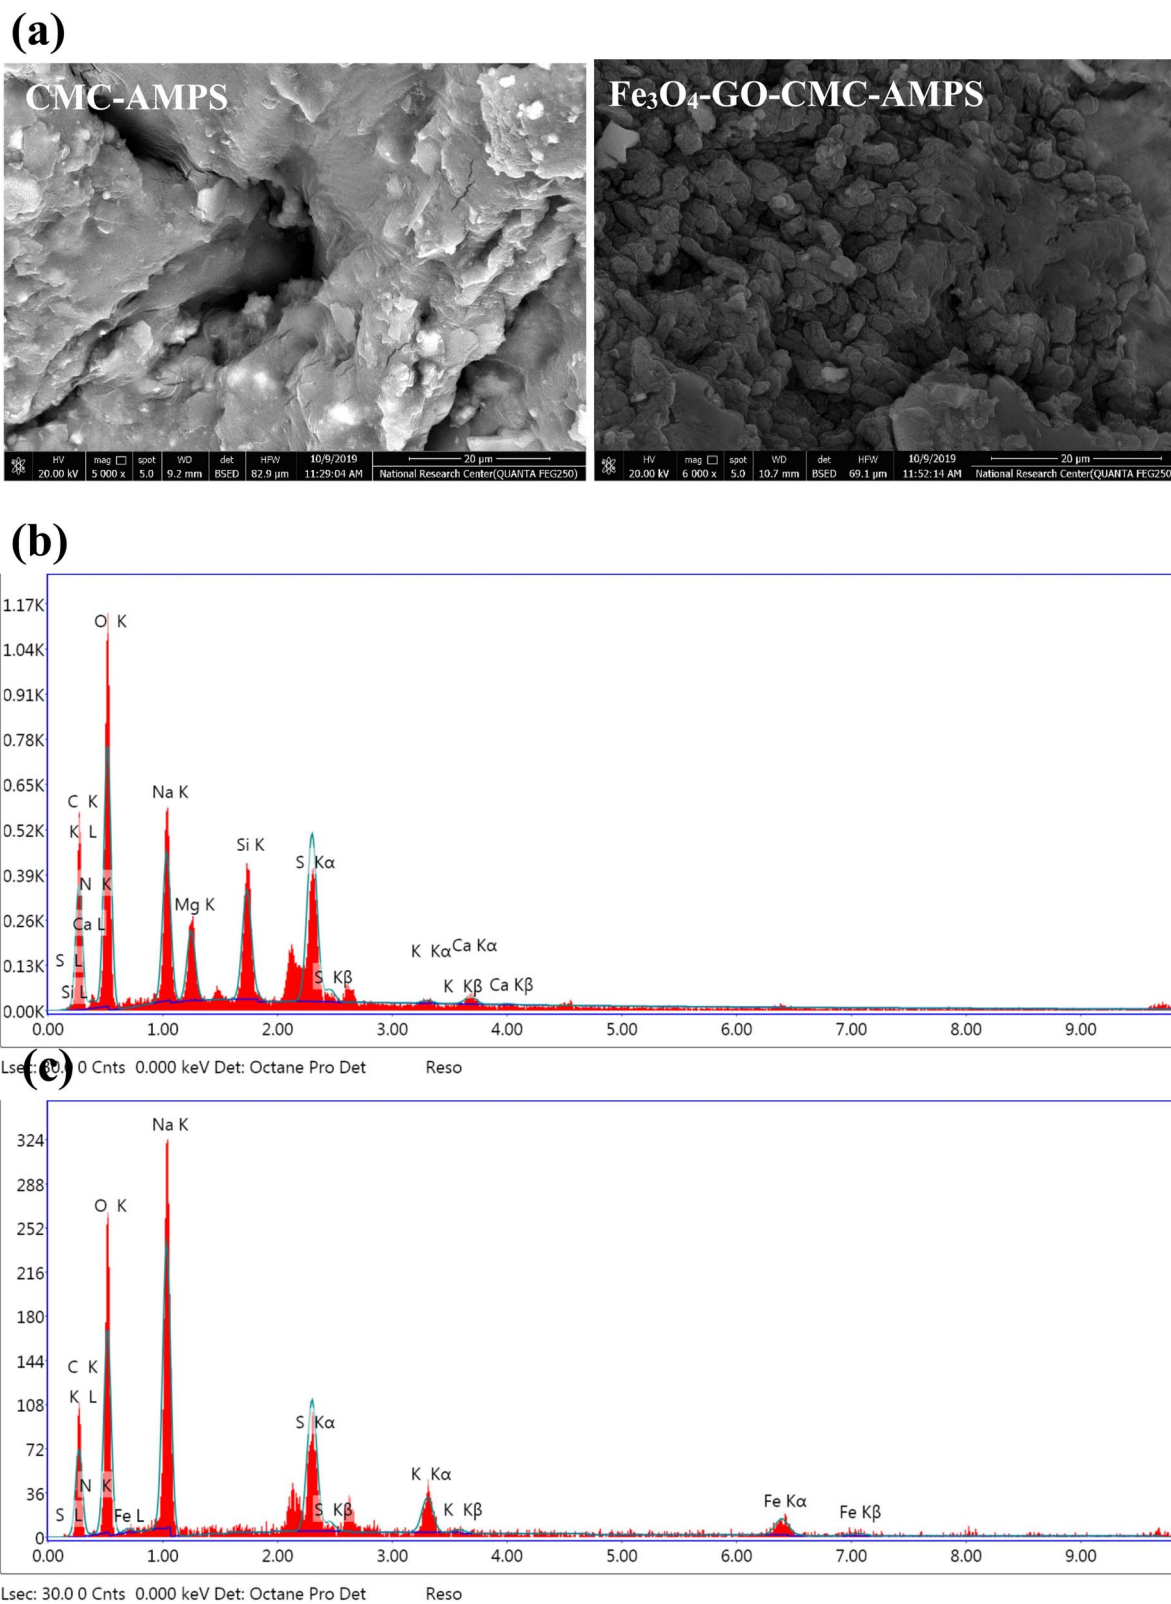 (a)
CMC-AMPS
Fe₃O₄-GO-CMC-AMPS
HV mag □ spot WD det HFW 10/9/2019 20 µm
20.00 kV 5 000 x 5.0 9.2 mm BSED 82.9 µm 11:29:04 AM National Research Center(QUANTA FEG250)
HV mag □ spot WD det HFW 10/9/2019 20 µm
20.00 kV 6 000 x 5.0 10.7 mm BSED 69.1 µm 11:52:14 AM National Research Center(QUANTA FEG250
(b)
1.17K
O K
1.04K
0.91K
0.78K
0.65K
C K
Na K
0.52K
K L
Si K
S Kα
0.39K
N K
Mg K
0.26K
Ca L
K Kα
Ca Kα
0.13K
S L
S Kβ
K Kβ
Ca Kβ
Si L
0.00K
0.00 1.00 2.00 3.00 4.00 5.00 6.00 7.00 8.00 9.00
Lsec: 30.0 0 Cnts 0.000 keV Det: Octane Pro Det Reso
(c)
Na K
324
288
O K
252
216
180
C K
144
K L
108
S Kα
72
K Kα
N K
36
S L
Fe L
S Kβ
K Kβ
Fe Kα
Fe Kβ
0
0.00 1.00 2.00 3.00 4.00 5.00 6.00 7.00 8.00 9.00
Lsec: 30.0 0 Cnts 0.000 keV Det: Octane Pro Det Reso